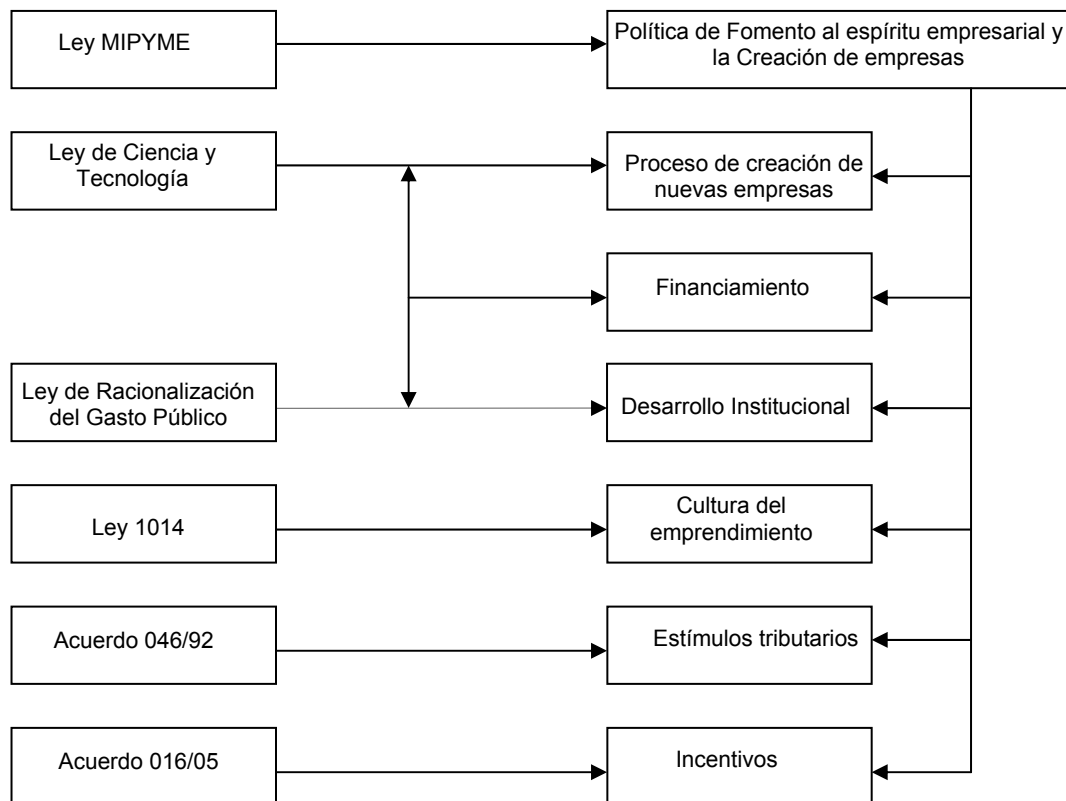 Ley MIPYME
Política de Fomento al espíritu empresarial y
la Creación de empresas
Ley de Ciencia y
Tecnología
Proceso de creación de
nuevas empresas
Financiamiento
Ley de Racionalización
del Gasto Público
Desarrollo Institucional
Ley 1014
Cultura del
emprendimiento
Acuerdo 046/92
Estímulos tributarios
Acuerdo 016/05
Incentivos